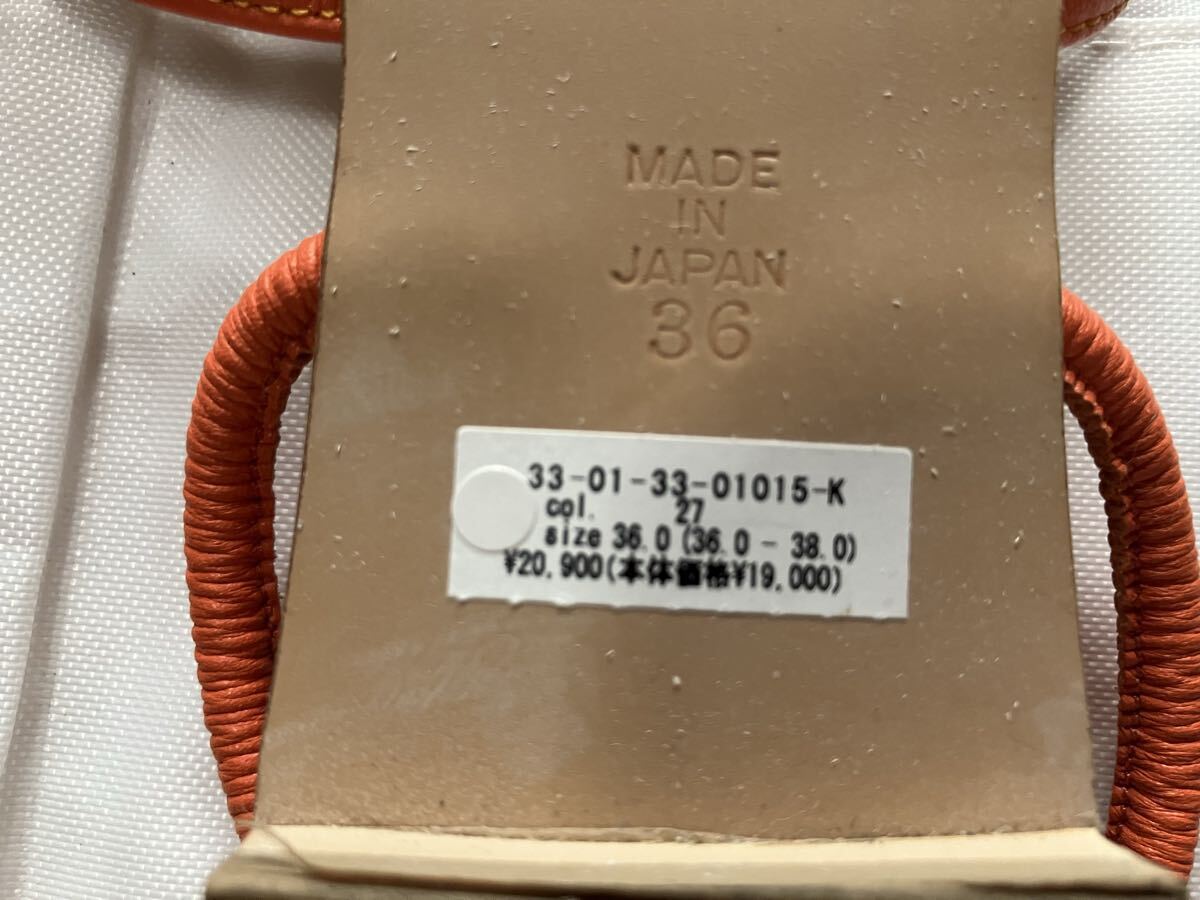 MADE
IN
JAPAN
36
33-01-33-01015-K
col. 27
size 36.0 (36.0 - 38.0)
¥20,900(本体価格¥19,000)